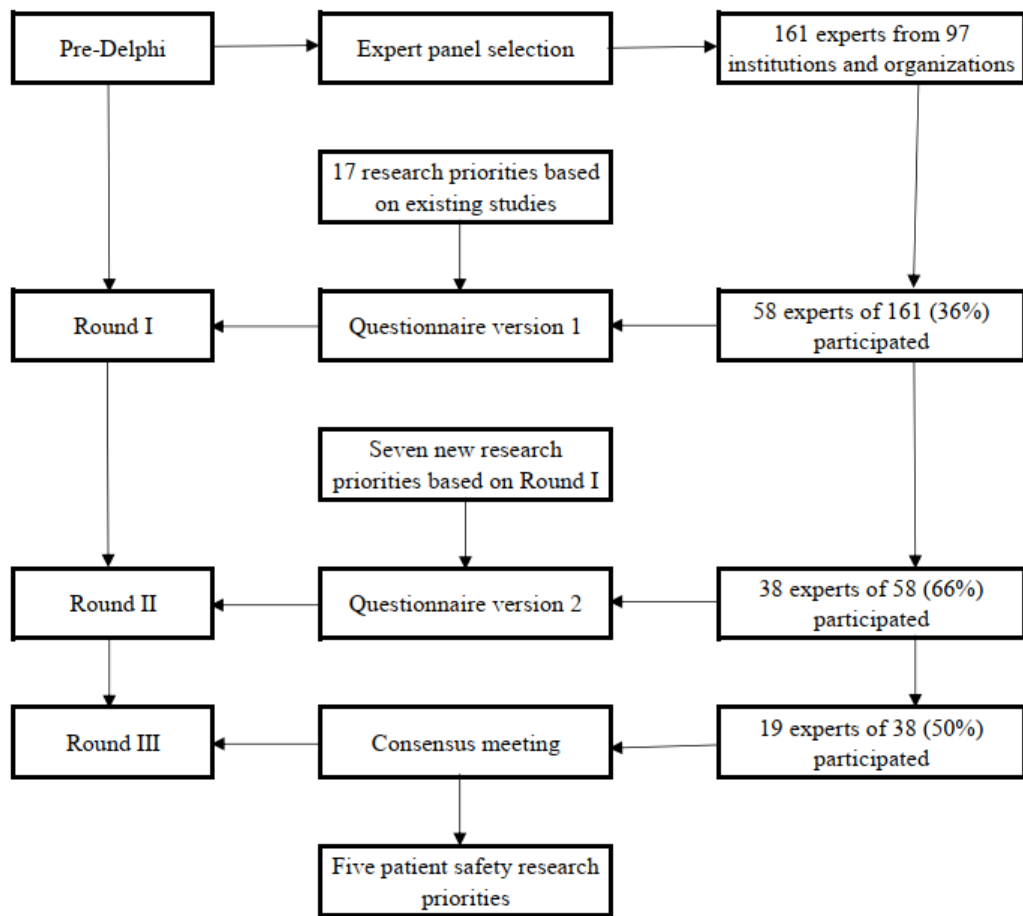 Pre-Delphi
Expert panel selection
161 experts from 97
institutions and organizations
17 research priorities based
on existing studies
Round I
Questionnaire version 1
58 experts of 161 (36%)
participated
Seven new research
priorities based on Round I
Round II
Questionnaire version 2
38 experts of 58 (66%)
participated
Round III
Consensus meeting
19 experts of 38 (50%)
participated
Five patient safety research
priorities